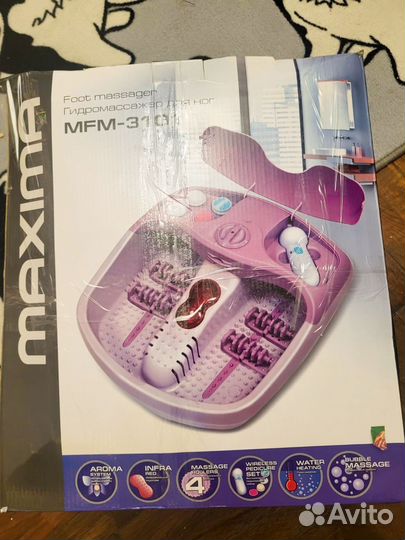 MAXIMA
Foot massager
Гидромассажер для ног
MFM-3101
AROMA
SYSTEM
INFRA
RED
MASSAGE
ROLLERS
4
WIRELESS
PEDICURE
SET
WATER
HEATING
BUBBLE
MASSAGE
Avito